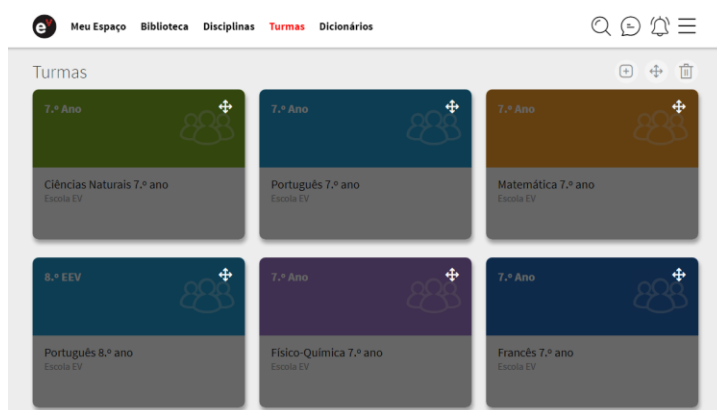 ev
Meu Espaço Biblioteca Disciplinas Turmas Dicionários
Turmas
7.º Ano
Ciências Naturais 7.º ano
Escola EV
7.º Ano
Português 7.º ano
Escola EV
7.º Ano
Matemática 7.º ano
Escola EV
8.º EEV
Português 8.º ano
Escola EV
7.º Ano
Físico-Química 7.º ano
Escola EV
7.º Ano
Francês 7.º ano
Escola EV